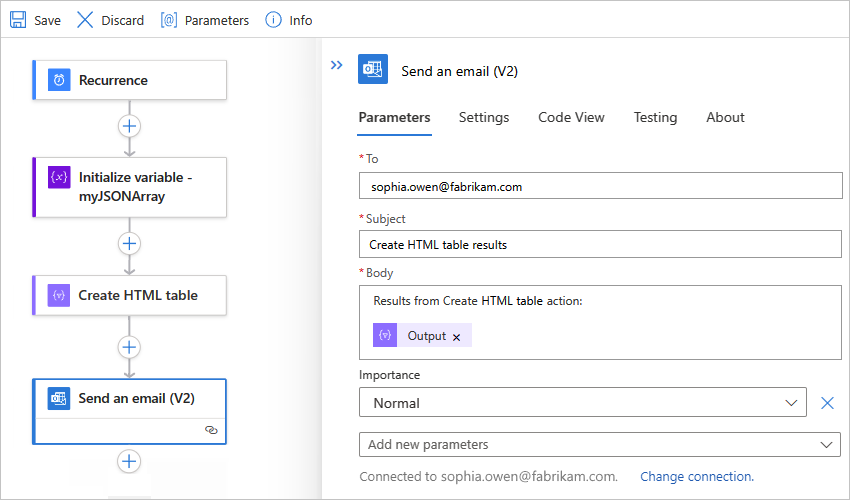 Save Discard [@] Parameters Info
Recurrence
{x} Initialize variable -
myJSONArray
Create HTML table
Send an email (V2)
Send an email (V2)
Parameters Settings Code View Testing About
* To
sophia.owen@fabrikam.com
* Subject
Create HTML table results
* Body
Results from Create HTML table action:
Output ×
Importance
Normal
Add new parameters
Connected to sophia.owen@fabrikam.com. Change connection.